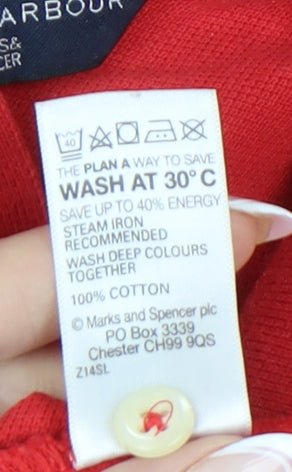 ARBOUR
S&
CER
40
THE PLAN A WAY TO SAVE
WASH AT 30°C
SAVE UP TO 40% ENERGY
STEAM IRON
RECOMMENDED
WASH DEEP COLOURS
TOGETHER
100% COTTON
© Marks and Spencer plc
PO Box 3339
Chester CH99 9QS
Z14SL